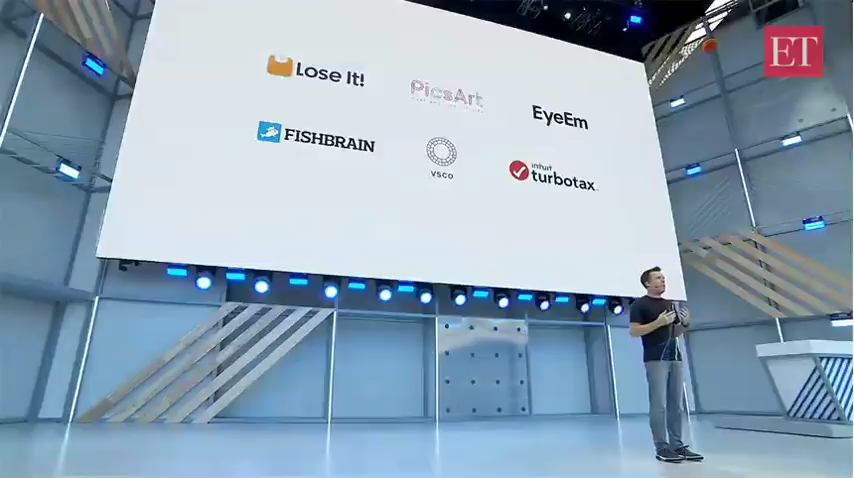 ET
Lose It!
PicsArt
EyeEm
FISHBRAIN
VSCO
intuit
turbotax